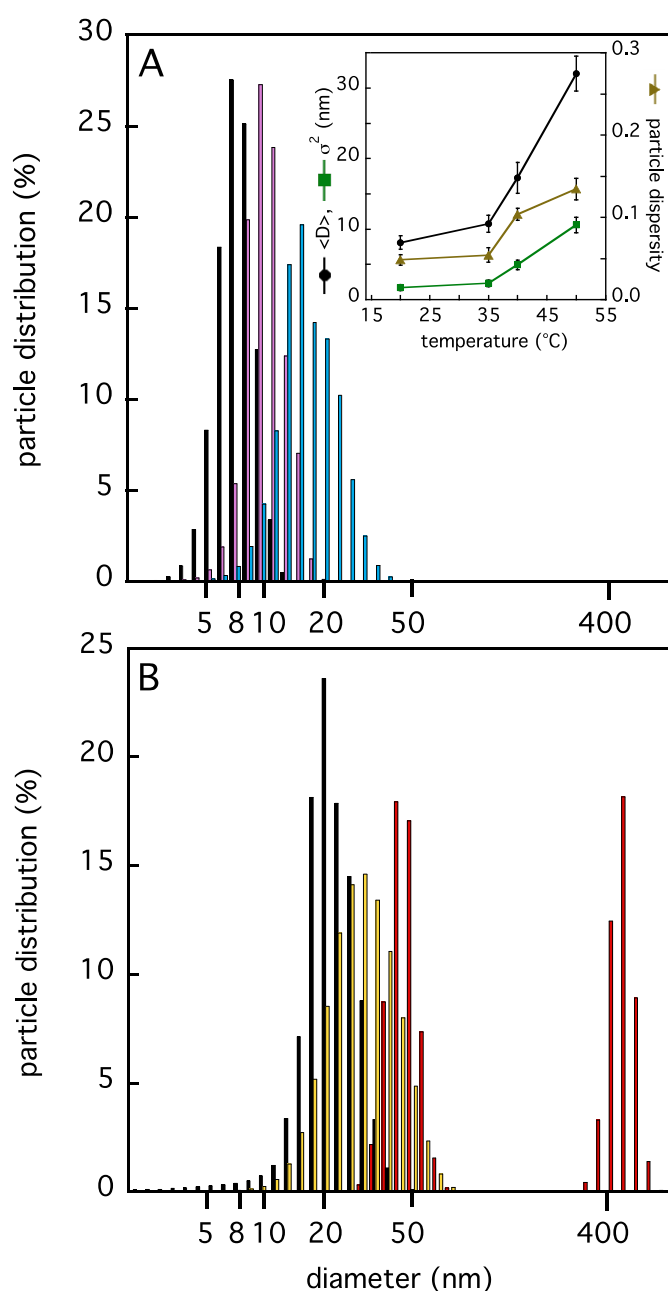 A
particle distribution (%)
30
25
20
15
10
5
0
5 8 10 20 50 400
<D>, σ² (nm)
30
20
10
0
0.3
0.2
0.1
0.0
particle dispersity
15 25 35 45 55
temperature (°C)
B
particle distribution (%)
25
20
15
10
5
0
5 8 10 20 50 400
diameter (nm)